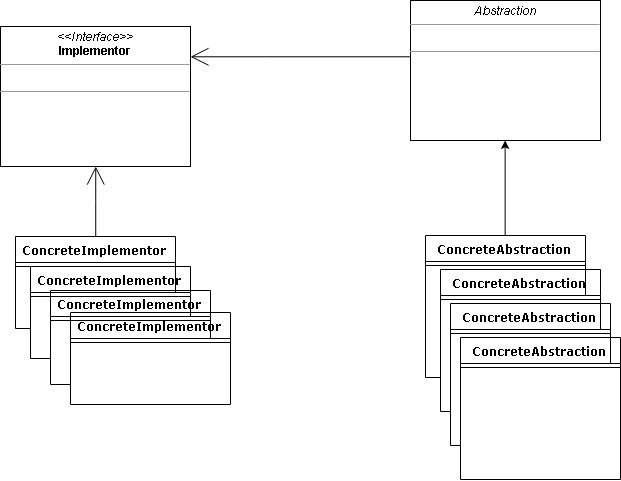 <<Interface>>
Implementor
Abstraction
ConcreteImplementor
ConcreteImplementor
ConcreteImplementor
ConcreteImplementor
ConcreteAbstraction
ConcreteAbstraction
ConcreteAbstraction
ConcreteAbstraction